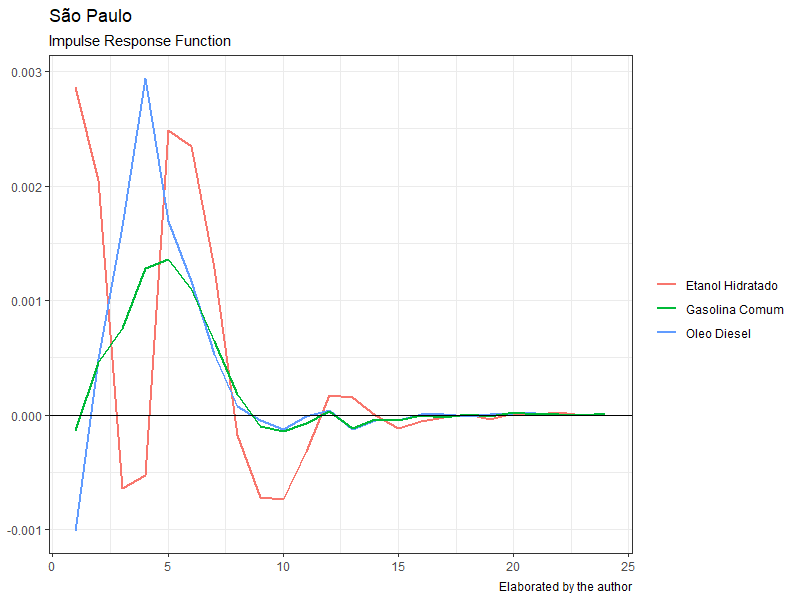 São Paulo
Impulse Response Function
0.003
0.002
0.001
0.000
-0.001
0 5 10 15 20 25
Etanol Hidratado
Gasolina Comum
Oleo Diesel
Elaborated by the author